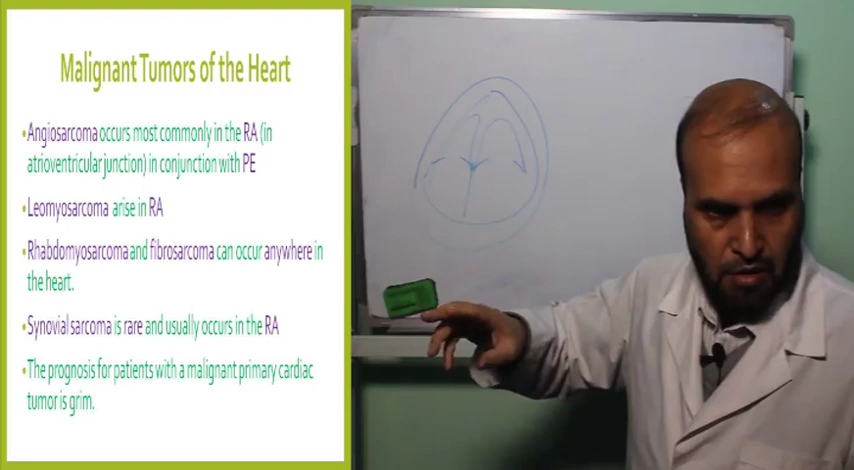 Malignant Tumors of the Heart
•Angiosarcoma occurs most commonly in the RA (in
atrioventricular junction) in conjunction with PE
•Leomyosarcoma arise in RA
•Rhabdomyosarcoma and fibrosarcoma can occur anywhere in
the heart.
•Synovial sarcoma is rare and usually occurs in the RA
•The prognosis for patients with a malignant primary cardiac
tumor is grim.